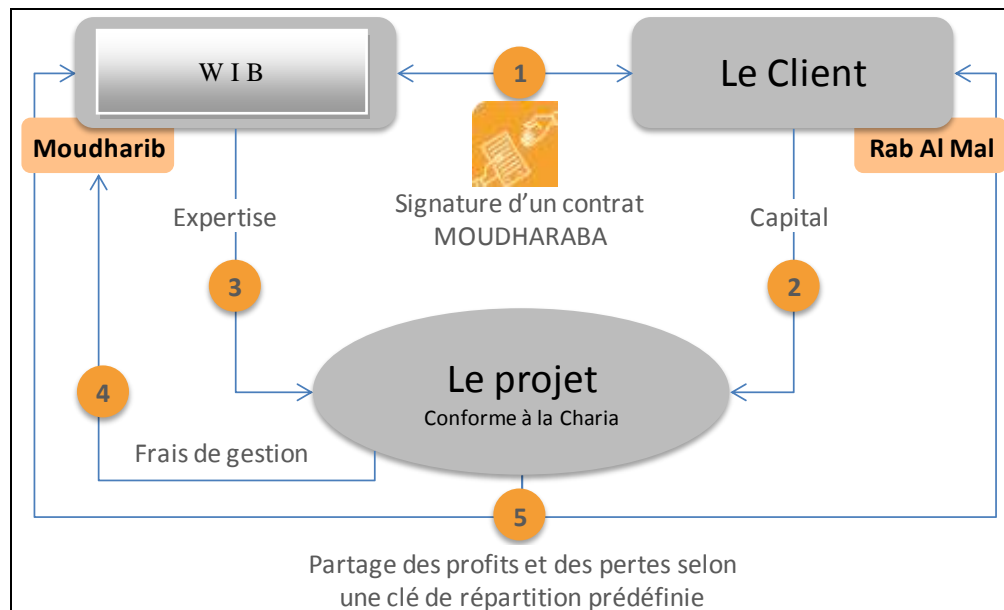 W I B
1
Le Client
Moudharib
Rab Al Mal
Signature d’un contrat
MOUDHARABA
Expertise
Capital
3
2
Le projet
Conforme à la Charia
4
Frais de gestion
5
Partage des profits et des pertes selon
une clé de répartition prédéfinie